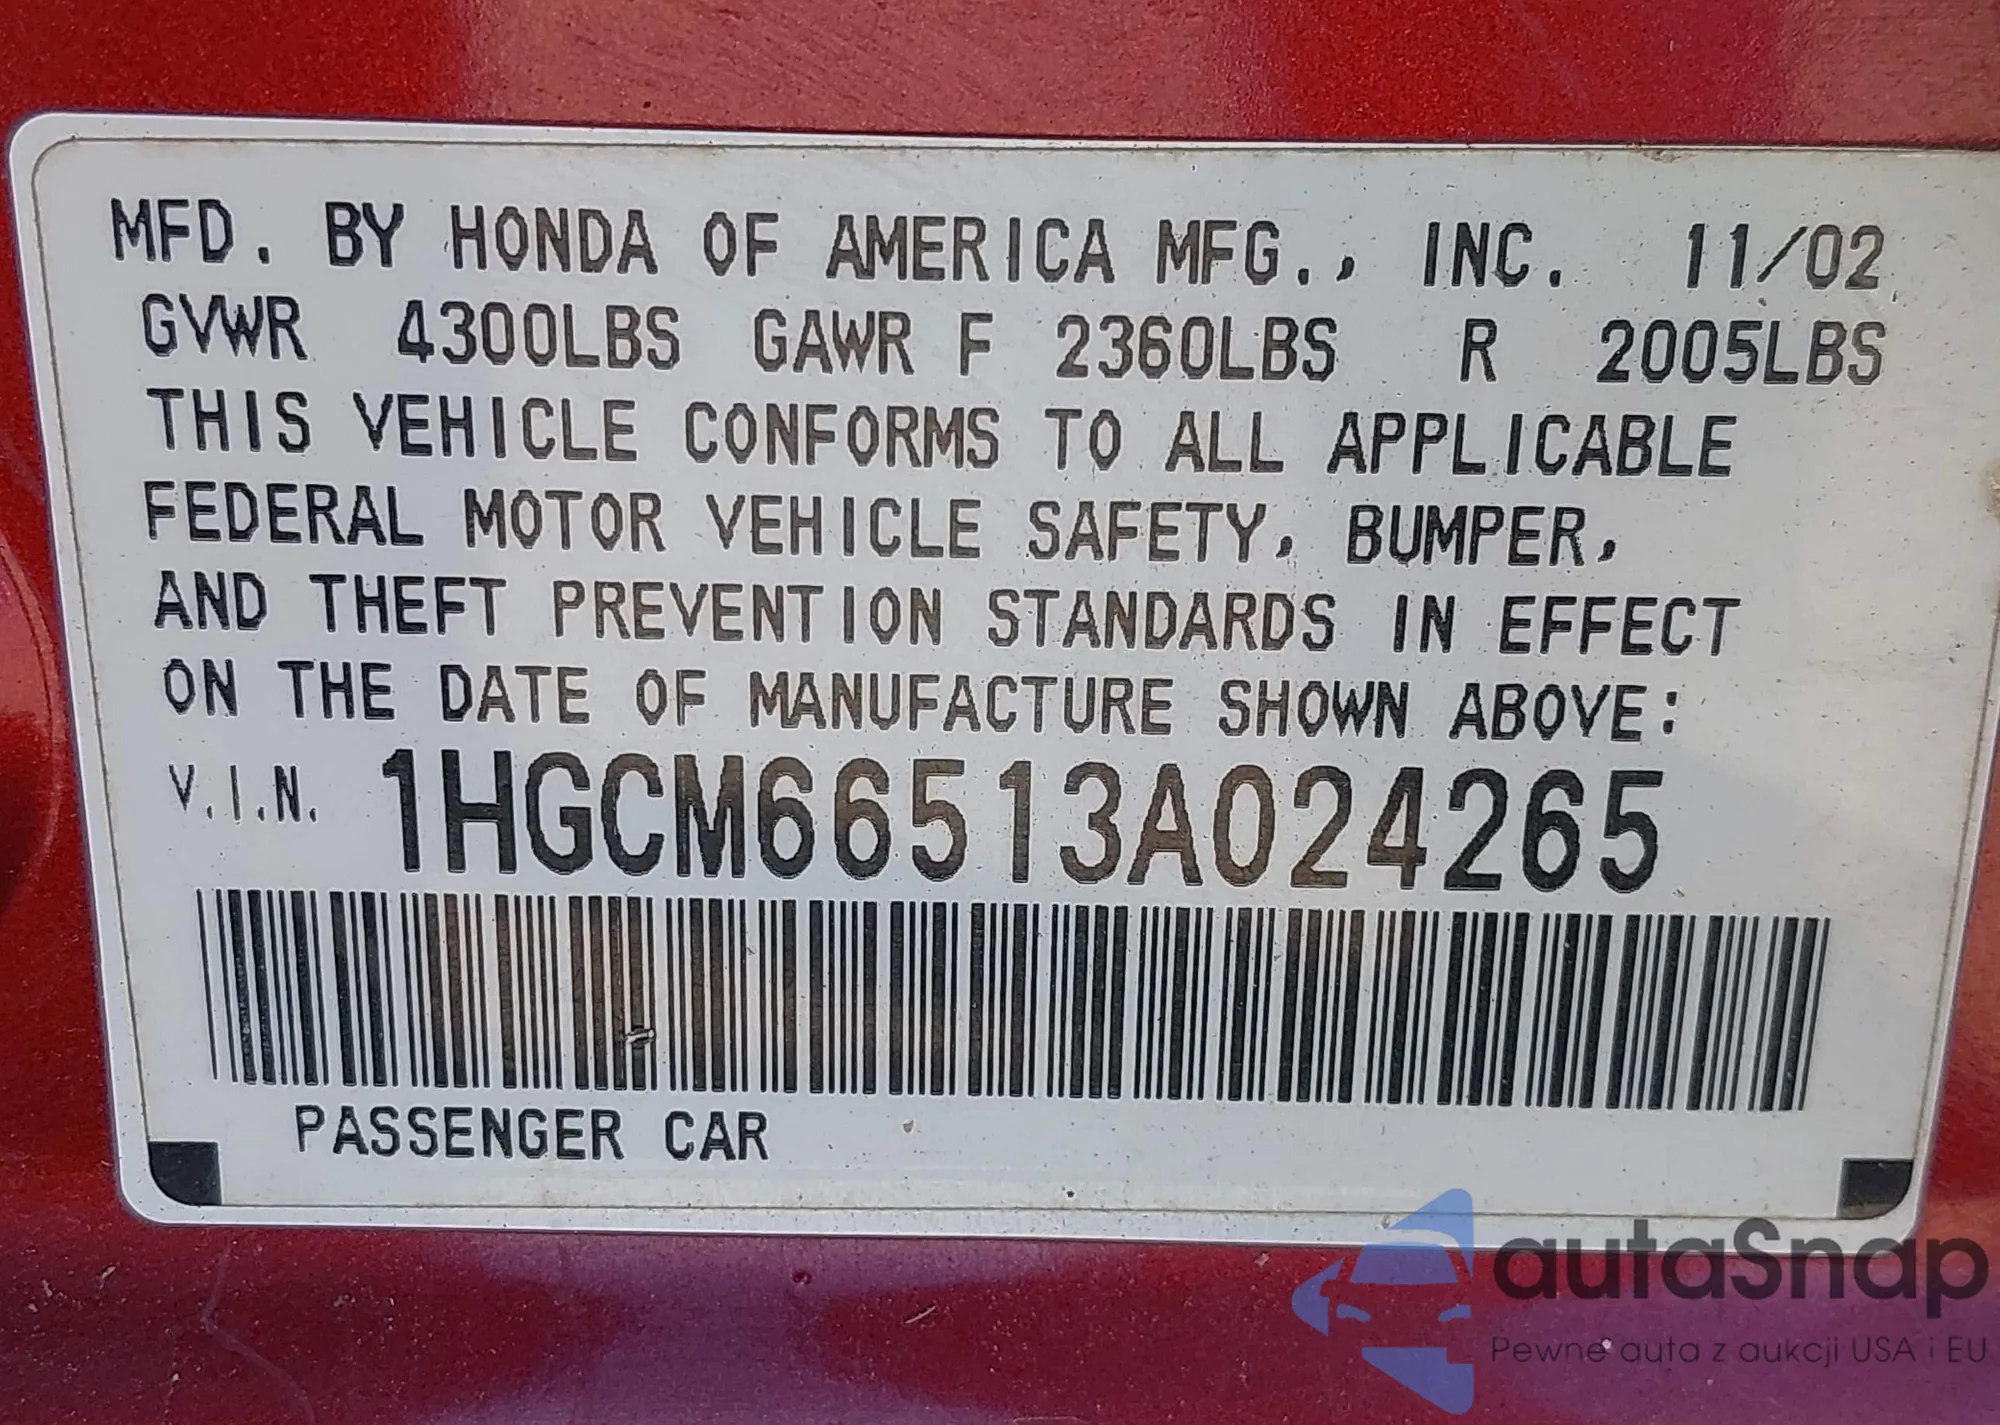 MFD. BY HONDA OF AMERICA MFG., INC. 11/02
GVWR 4300LBS GAWR F 2360LBS R 2005LBS
THIS VEHICLE CONFORMS TO ALL APPLICABLE
FEDERAL MOTOR VEHICLE SAFETY, BUMPER,
AND THEFT PREVENTION STANDARDS IN EFFECT
ON THE DATE OF MANUFACTURE SHOWN ABOVE:
V.I.N. 1HGCM66513A024265
PASSENGER CAR
autaSnap
Pewne auta z aukcji USA i EU